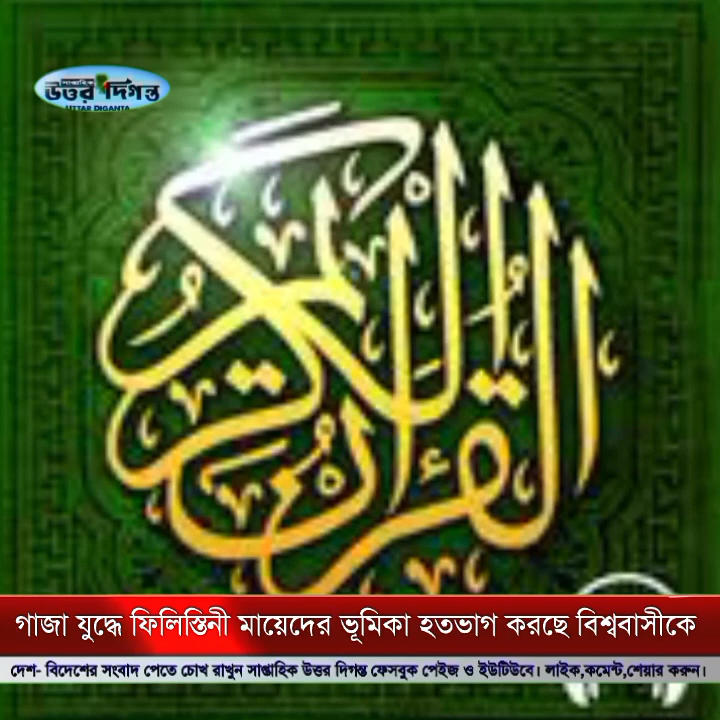 সাপ্তাহিক
উত্তর দিগন্ত
UTTAR DIGANTA
القرآن الكريم
গাজা যুদ্ধে ফিলিস্তিনী মায়েদের ভূমিকা হতভাগ করছে বিশ্ববাসীকে
দেশ- বিদেশের সংবাদ পেতে চোখ রাখুন সাপ্তাহিক উত্তর দিগন্ত ফেসবুক পেইজ ও ইউটিউবে। লাইক,কমেন্ট,শেয়ার করুন।